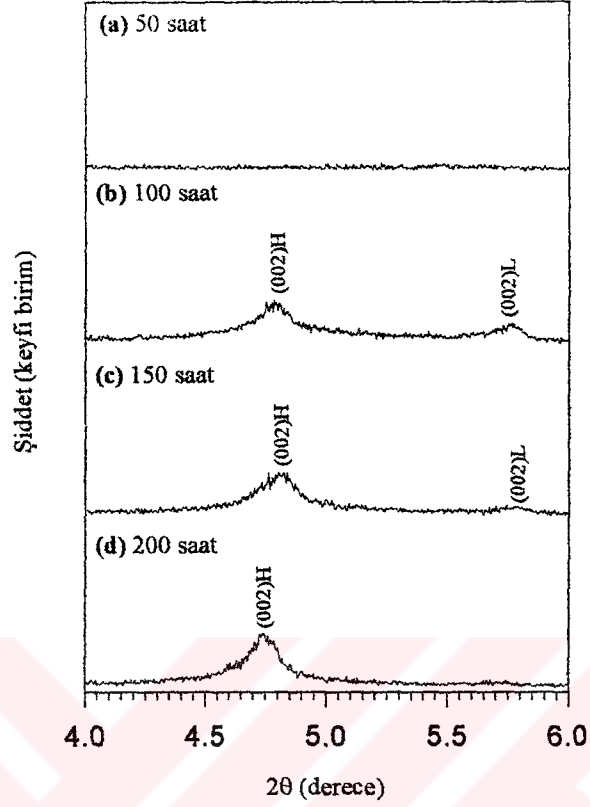 (a) 50 saat
(b) 100 saat
(002)H
(002)L
(c) 150 saat
(002)H
(002)L
(d) 200 saat
(002)H
Şiddet (keyfi birim)
4.0 4.5 5.0 5.5 6.0
2θ (derece)